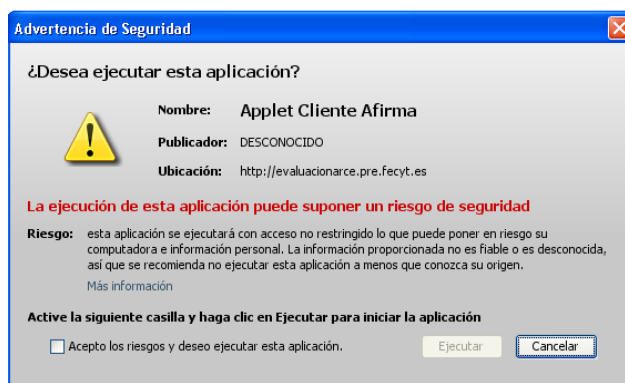 Advertencia de Seguridad
¿Desea ejecutar esta aplicación?
Nombre: Applet Cliente Afirma
Publicador: DESCONOCIDO
Ubicación: http://evaluacionarce.pre.fecyt.es
La ejecución de esta aplicación puede suponer un riesgo de seguridad
Riesgo: esta aplicación se ejecutará con acceso no restringido lo que puede poner en riesgo su
computadora e información personal. La información proporcionada no es fiable o es desconocida,
así que se recomienda no ejecutar esta aplicación a menos que conozca su origen.
Más información
Active la siguiente casilla y haga clic en Ejecutar para iniciar la aplicación
Acepto los riesgos y deseo ejecutar esta aplicación. Ejecutar Cancelar